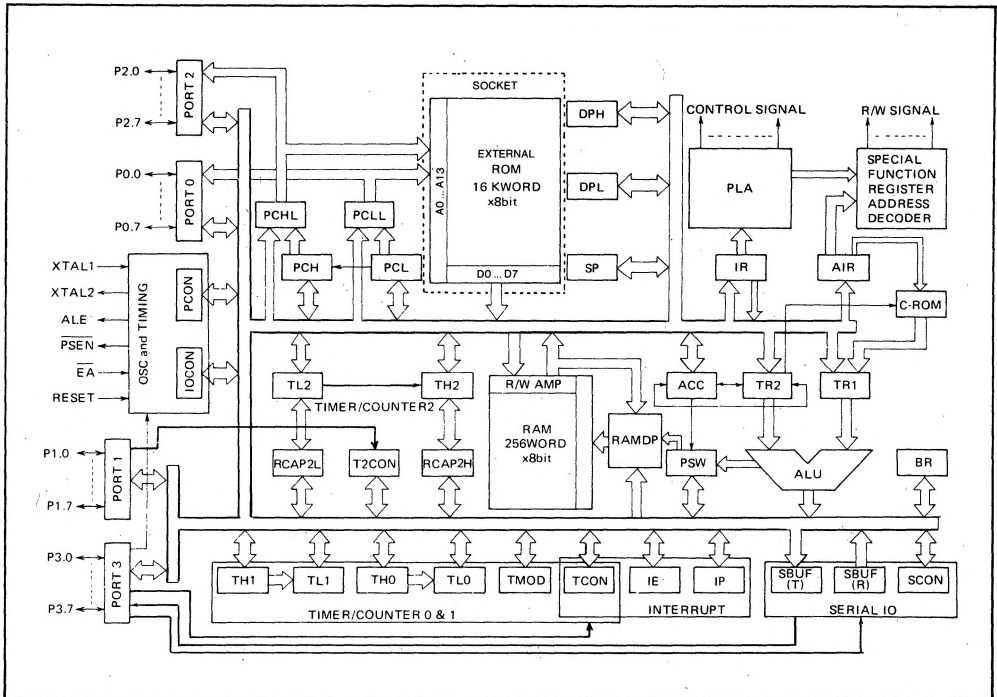 P2.0
P2.7
PORT 2
P0.0
P0.7
PORT 0
XTAL1
XTAL2
ALE
PSEN
EA
RESET
OSC and TIMING
PCON
IOCON
P1.0
P1.7
PORT 1
P3.0
P3.7
PORT 3
PCHL
PCLL
PCH
PCL
SOCKET
A0 ... A13
EXTERNAL
ROM
16 KWORD
x8bit
D0 ... D7
DPH
DPL
SP
CONTROL SIGNAL
R/W SIGNAL
PLA
SPECIAL
FUNCTION
REGISTER
ADDRESS
DECODER
IR
AIR
C-ROM
TL2
TH2
TIMER/COUNTER2
RCAP2L
T2CON
RCAP2H
R/W AMP
RAM
256WORD
x8bit
RAMDP
ACC
TR2
TR1
PSW
ALU
BR
TH1
TL1
TH0
TL0
TMOD
TCON
IE
IP
SBUF
(T)
SBUF
(R)
SCON
TIMER/COUNTER 0 & 1
INTERRUPT
SERIAL IO